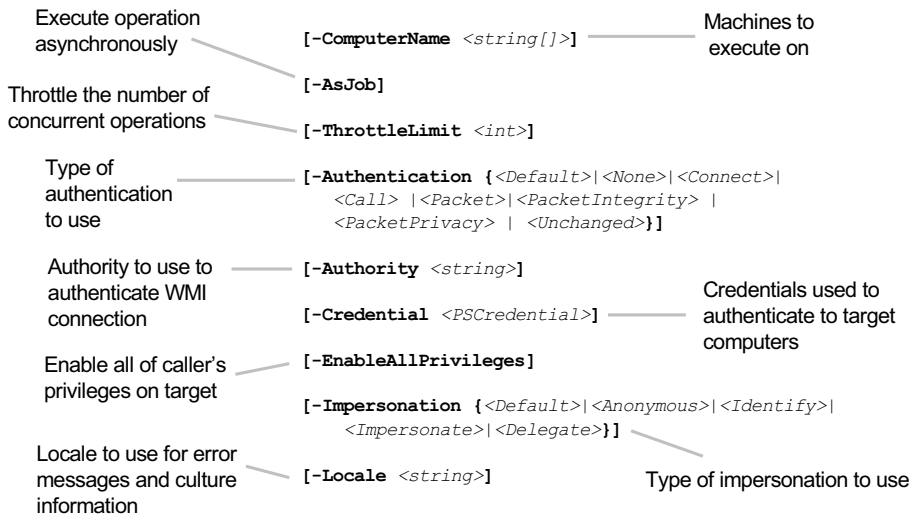 Execute operation
asynchronously
[-ComputerName <string[]>]
Machines to
execute on
[-AsJob]
Throttle the number of
concurrent operations
[-ThrottleLimit <int>]
Type of
authentication
to use
[-Authentication {<Default>|<None>|<Connect>|
<Call> |<Packet>|<PacketIntegrity> |
<PacketPrivacy> | <Unchanged>}]
Authority to use to
authenticate WMI
connection
[-Authority <string>]
[-Credential <PSCredential>]
Credentials used to
authenticate to target
computers
Enable all of caller’s
privileges on target
[-EnableAllPrivileges]
[-Impersonation {<Default>|<Anonymous>|<Identify>|
<Impersonate>|<Delegate>}]
Type of impersonation to use
Locale to use for error
messages and culture
information
[-Locale <string>]